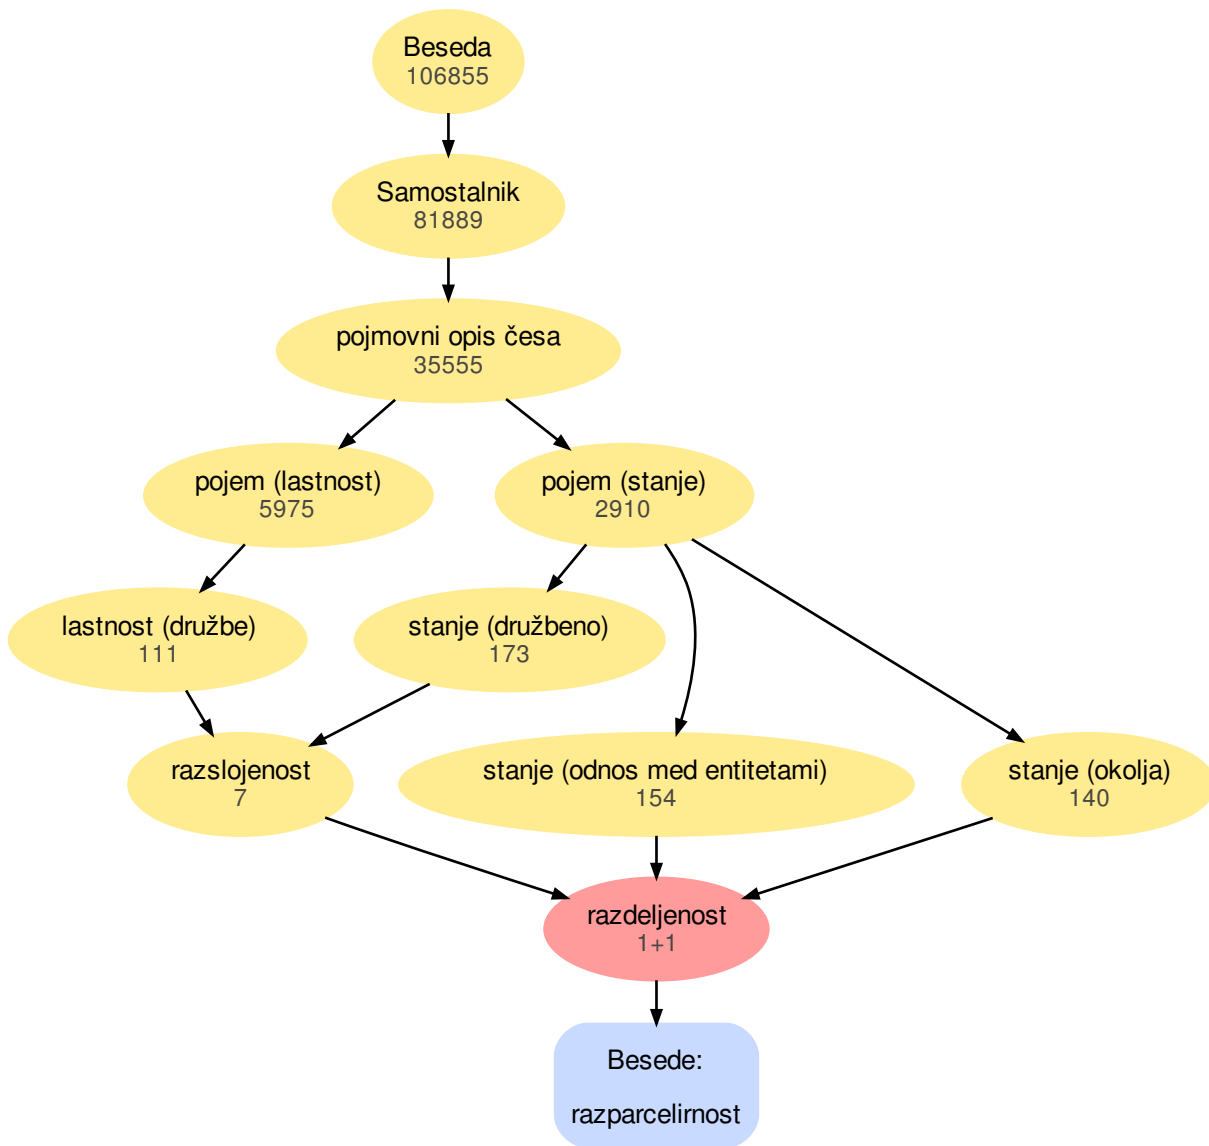 Beseda
106855
Samostalnik
81889
pojmovni opis česa
35555
pojem (lastnost)
5975
pojem (stanje)
2910
lastnost (družbe)
111
stanje (družbeno)
173
razslojenost
7
stanje (odnos med entitetami)
154
stanje (okolja)
140
razdeljenost
1+1
Besede:
razparcelirnost